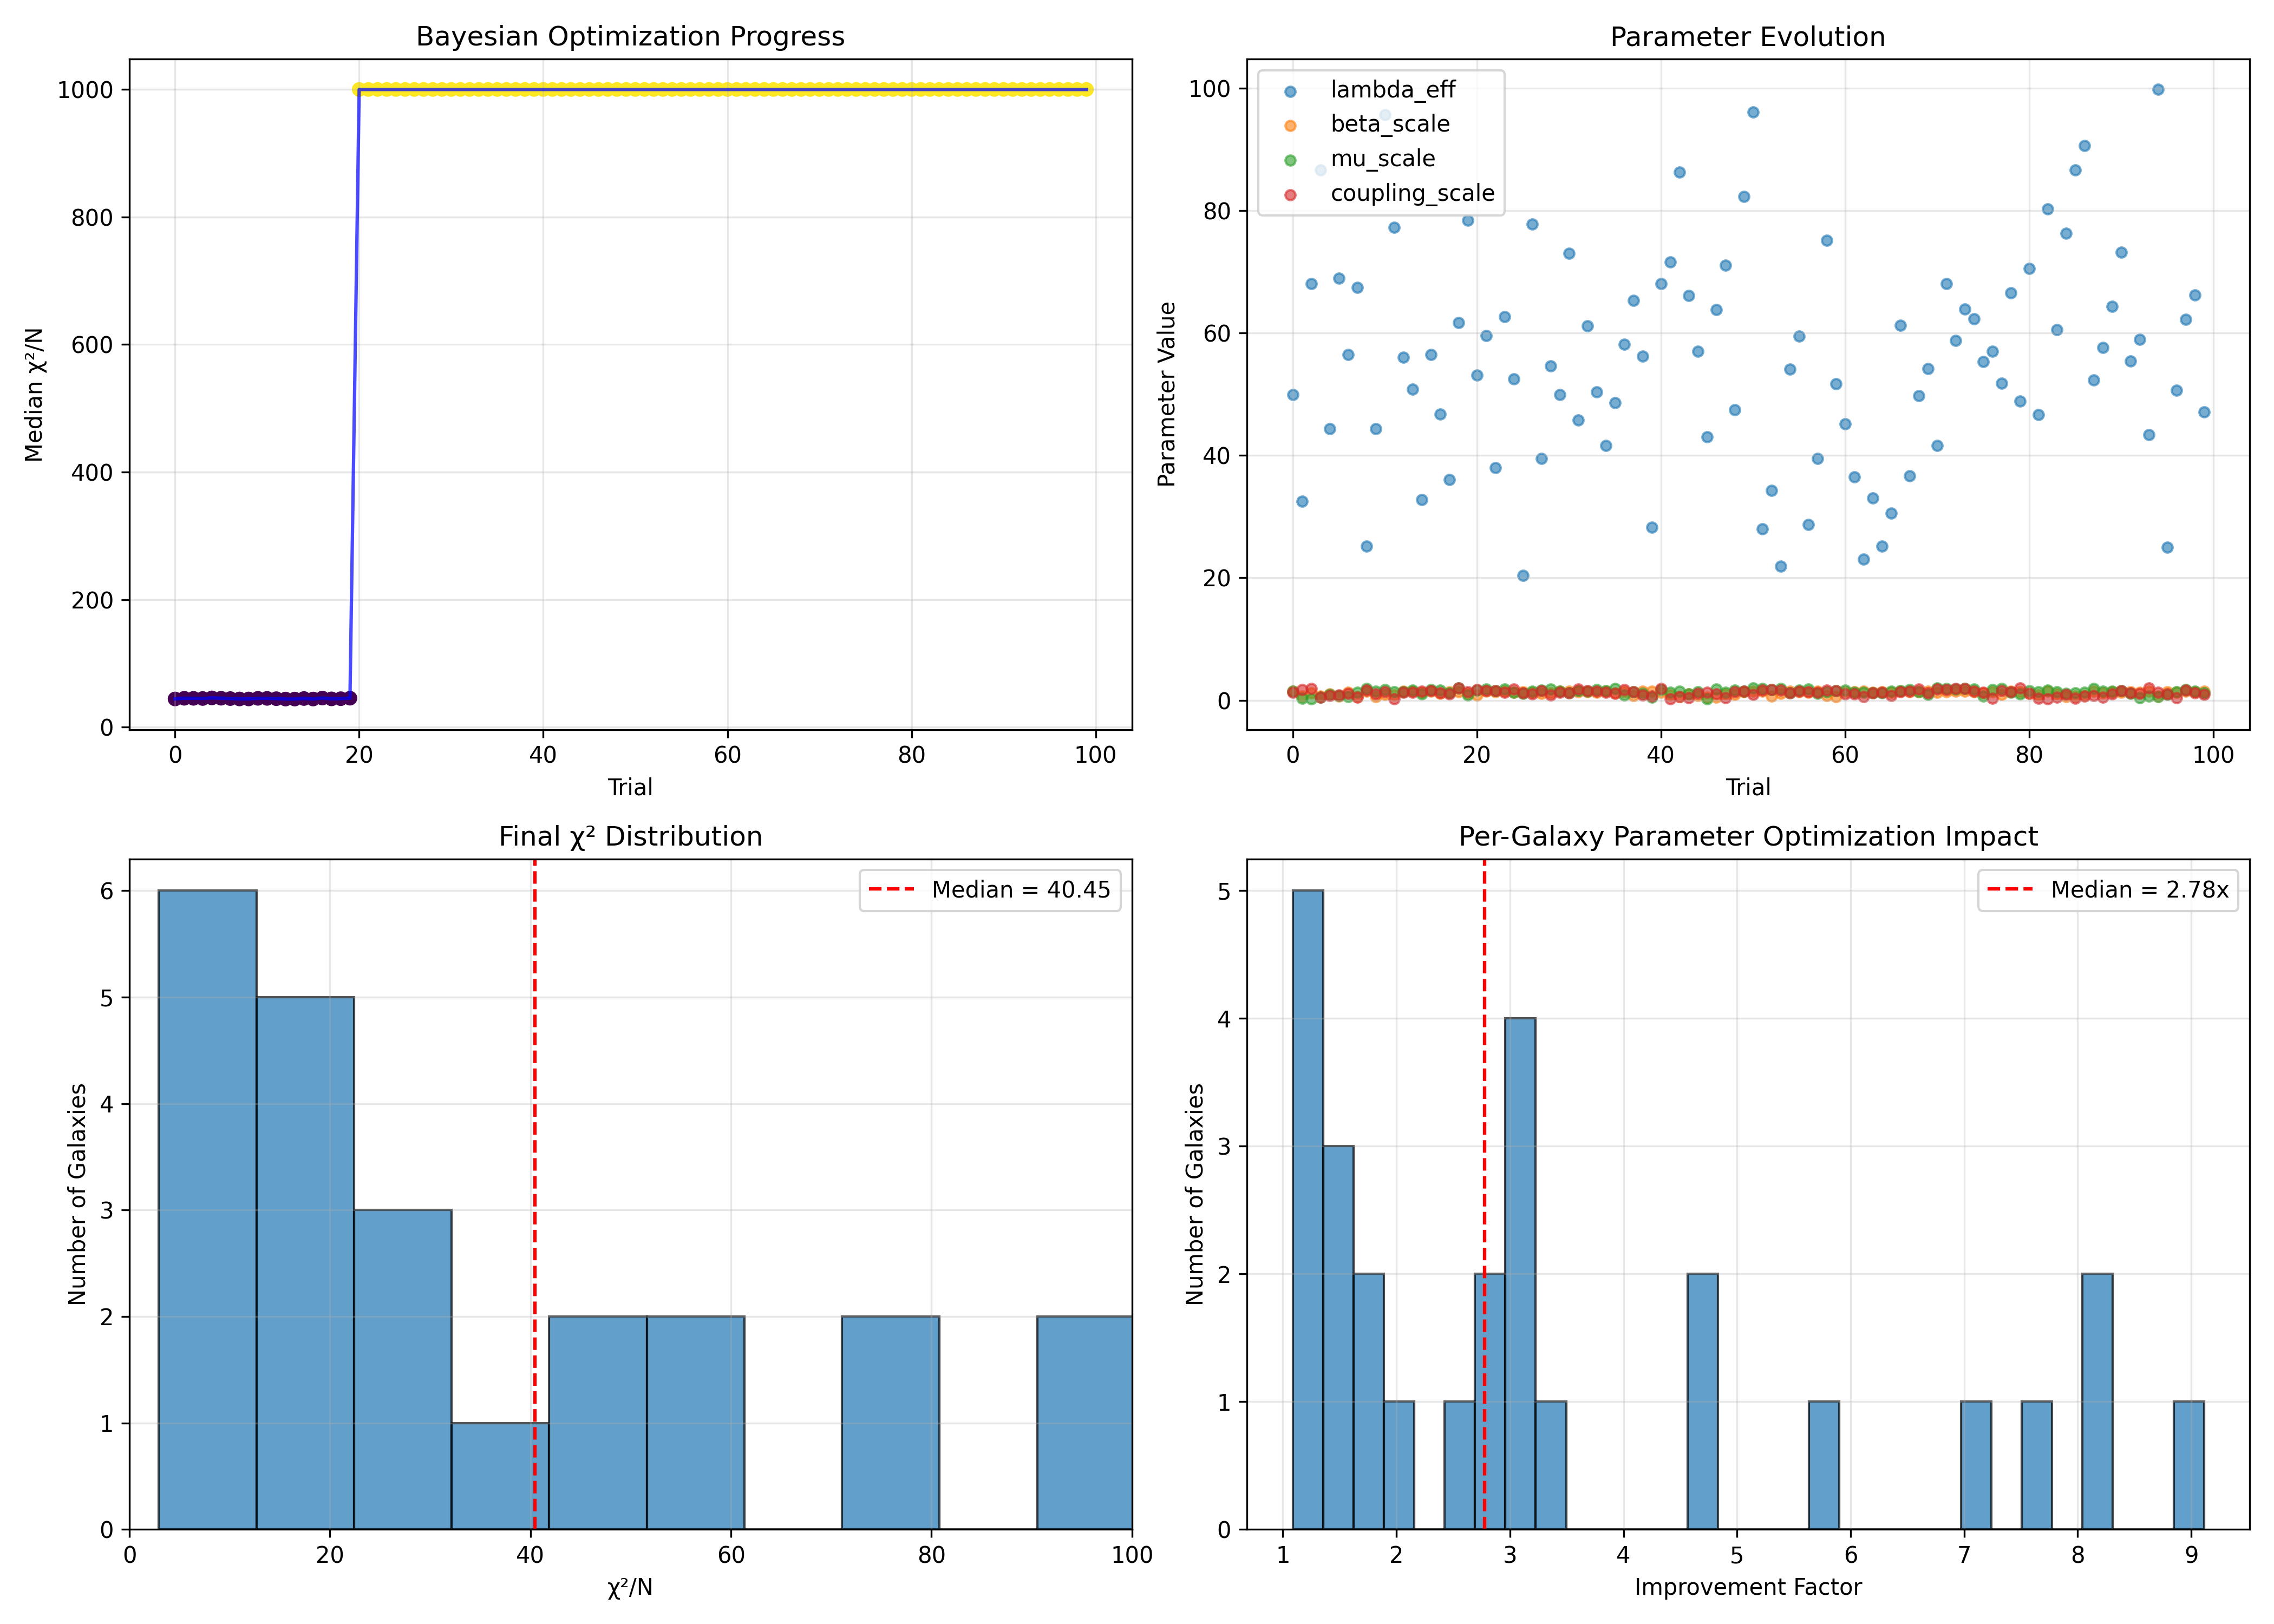 Bayesian Optimization Progress
Median χ²/N
1000
800
600
400
200
0
0 20 40 60 80 100
Trial
Parameter Evolution
Parameter Value
100
80
60
40
20
0
lambda_eff
beta_scale
mu_scale
coupling_scale
0 20 40 60 80 100
Trial
Final χ² Distribution
Number of Galaxies
6
5
4
3
2
1
0
Median = 40.45
0 20 40 60 80 100
χ²/N
Per-Galaxy Parameter Optimization Impact
Number of Galaxies
5
4
3
2
1
0
Median = 2.78x
1 2 3 4 5 6 7 8 9
Improvement Factor